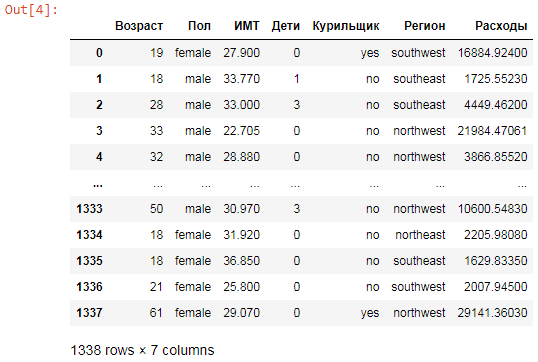 Out[4]:
Возраст Пол ИМТ Дети Курильщик Регион Расходы
0 19 female 27.900 0 yes southwest 16884.92400
1 18 male 33.770 1 no southeast 1725.55230
2 28 male 33.000 3 no southeast 4449.46200
3 33 male 22.705 0 no northwest 21984.47061
4 32 male 28.880 0 no northwest 3866.85520
... ... ... ... ... ... ... ...
1333 50 male 30.970 3 no northwest 10600.54830
1334 18 female 31.920 0 no northeast 2205.98080
1335 18 female 36.850 0 no southeast 1629.83350
1336 21 female 25.800 0 no southwest 2007.94500
1337 61 female 29.070 0 yes northwest 29141.36030
1338 rows × 7 columns